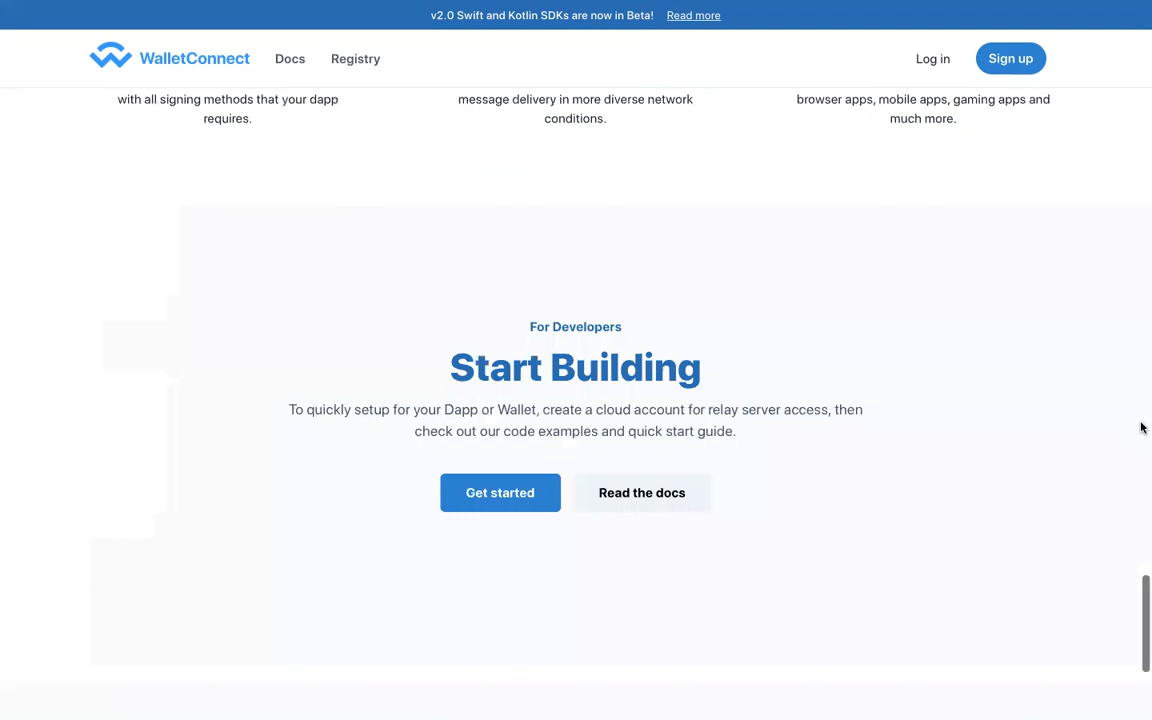 v2.0 Swift and Kotlin SDKs are now in Beta! Read more
WalletConnect Docs Registry Log in Sign up
with all signing methods that your dapp
requires.
message delivery in more diverse network
conditions.
browser apps, mobile apps, gaming apps and
much more.
For Developers
Start Building
To quickly setup for your Dapp or Wallet, create a cloud account for relay server access, then
check out our code examples and quick start guide.
Get started Read the docs